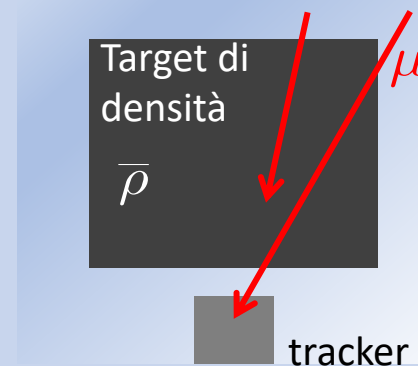 Target di
densità
μ
ρ̅
tracker